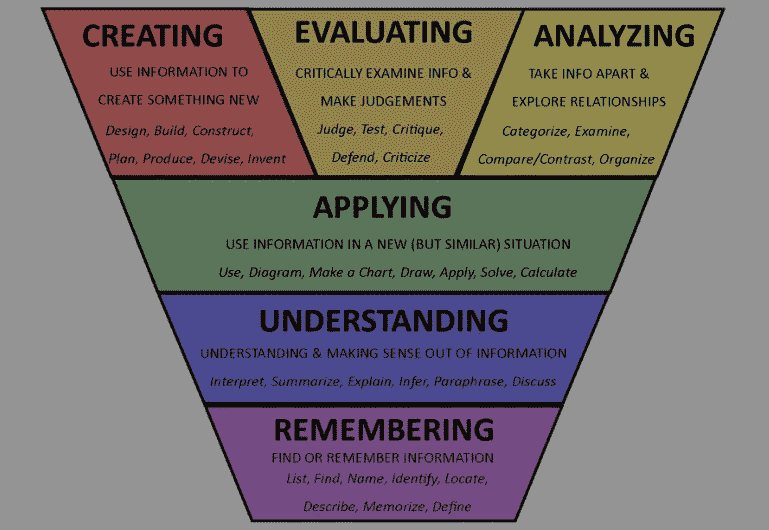 CREATING
USE INFORMATION TO
CREATE SOMETHING NEW
Design, Build, Construct,
Plan, Produce, Devise, Invent
EVALUATING
CRITICALLY EXAMINE INFO &
MAKE JUDGEMENTS
Judge, Test, Critique,
Defend, Criticize
ANALYZING
TAKE INFO APART &
EXPLORE RELATIONSHIPS
Categorize, Examine,
Compare/Contrast, Organize
APPLYING
USE INFORMATION IN A NEW (BUT SIMILAR) SITUATION
Use, Diagram, Make a Chart, Draw, Apply, Solve, Calculate
UNDERSTANDING
UNDERSTANDING & MAKING SENSE OUT OF INFORMATION
Interpret, Summarize, Explain, Infer, Paraphrase, Discuss
REMEMBERING
FIND OR REMEMBER INFORMATION
List, Find, Name, Identify, Locate,
Describe, Memorize, Define